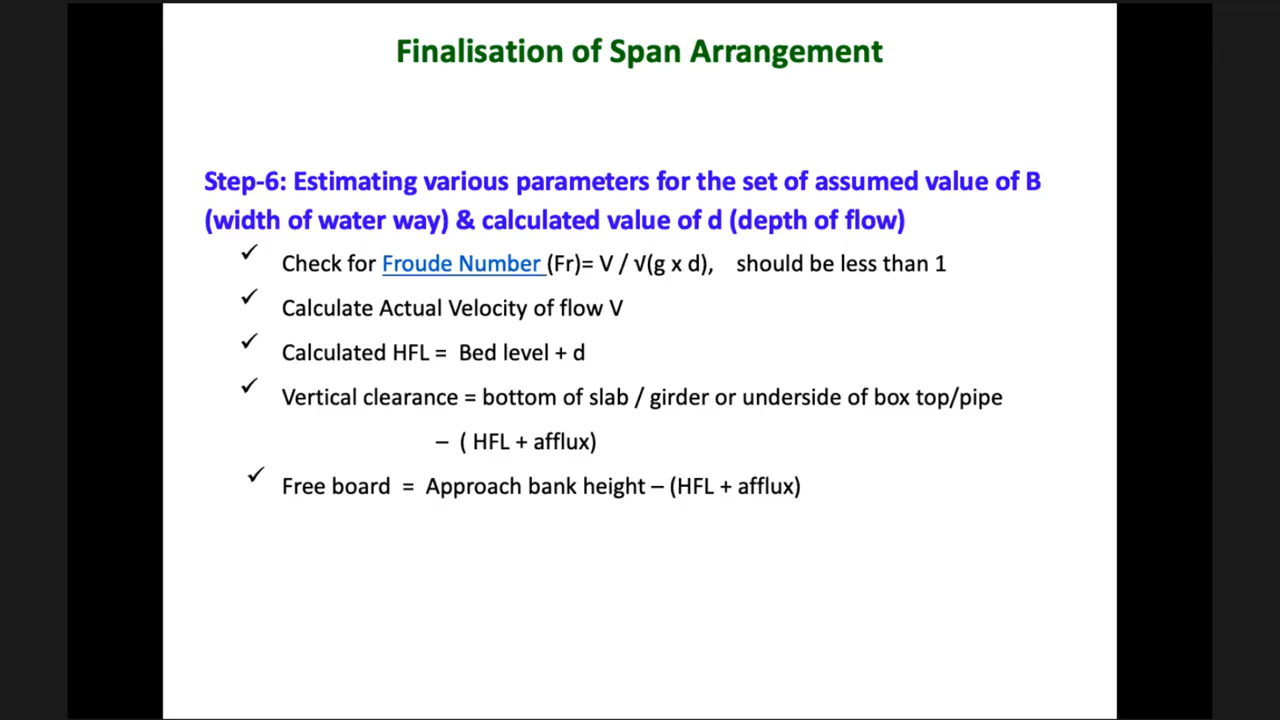 Finalisation of Span Arrangement
Step-6: Estimating various parameters for the set of assumed value of B
(width of water way) & calculated value of d (depth of flow)
✓ Check for Froude Number (Fr)= V / √(g x d), should be less than 1
✓ Calculate Actual Velocity of flow V
✓ Calculated HFL = Bed level + d
✓ Vertical clearance = bottom of slab / girder or underside of box top/pipe
– ( HFL + afflux)
✓ Free board = Approach bank height – (HFL + afflux)